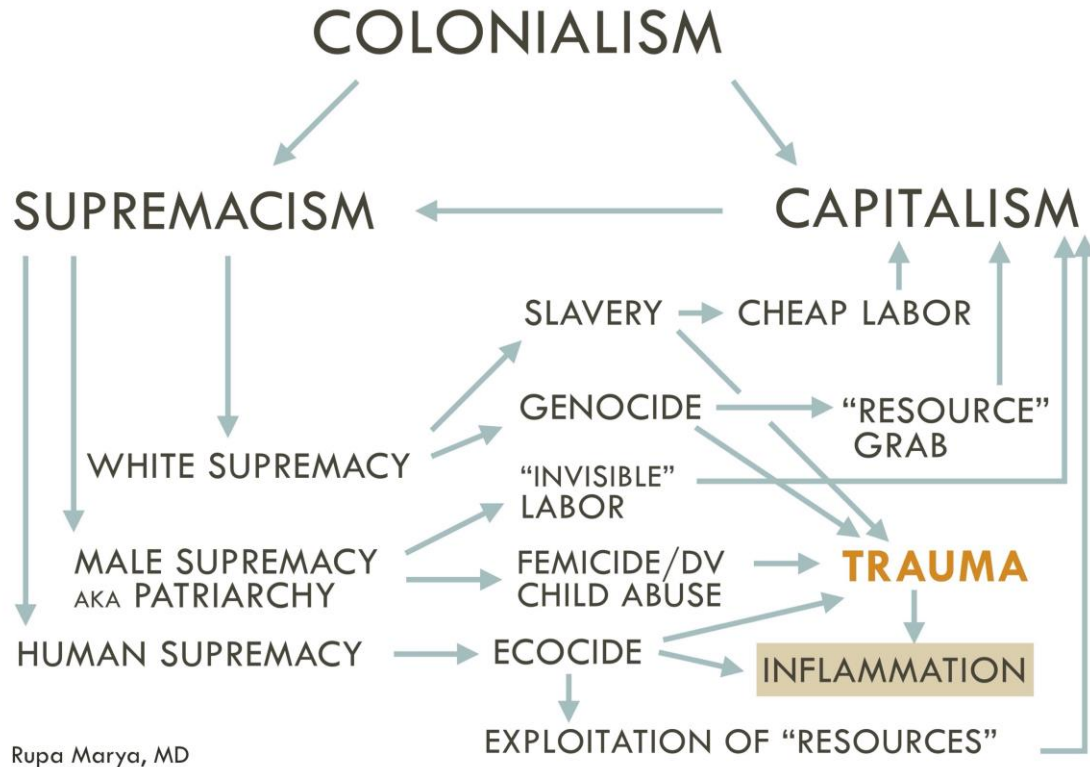 COLONIALISM
SUPREMACISM
CAPITALISM
SLAVERY
CHEAP LABOR
GENOCIDE
“RESOURCE”
GRAB
WHITE SUPREMACY
“INVISIBLE”
LABOR
MALE SUPREMACY
AKA PATRIARCHY
FEMICIDE/DV
CHILD ABUSE
TRAUMA
HUMAN SUPREMACY
ECOCIDE
INFLAMMATION
EXPLOITATION OF “RESOURCES”
Rupa Marya, MD